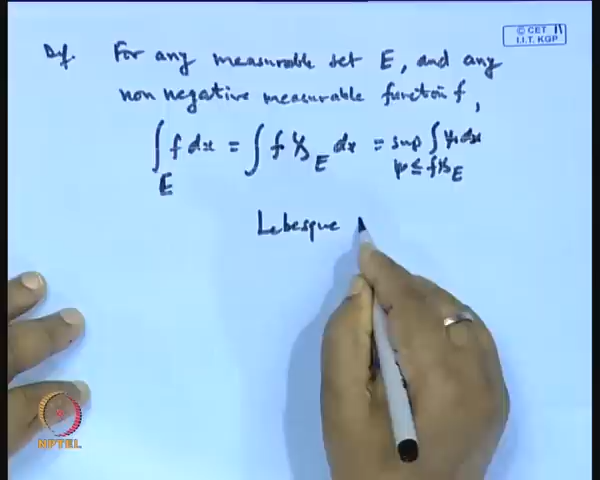 © CET
I.I.T. KGP
Def. For any measurable set E, and any
non negative measurable function f,
∫_E f dx = ∫ f χ_E dx = sup_{ψ ≤ f χ_E} ∫ ψ dx
Lebesgue
NPTEL